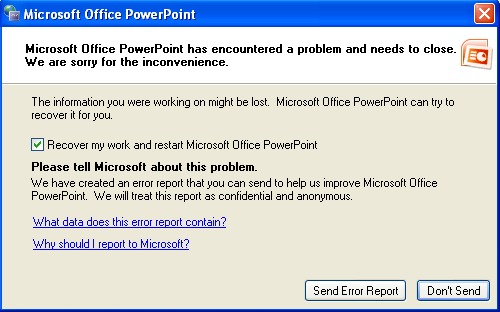 Microsoft Office PowerPoint
Microsoft Office PowerPoint has encountered a problem and needs to close.
We are sorry for the inconvenience.
The information you were working on might be lost. Microsoft Office PowerPoint can try to
recover it for you.
Recover my work and restart Microsoft Office PowerPoint
Please tell Microsoft about this problem.
We have created an error report that you can send to help us improve Microsoft Office
PowerPoint. We will treat this report as confidential and anonymous.
What data does this error report contain?
Why should I report to Microsoft?
Send Error Report
Don't Send